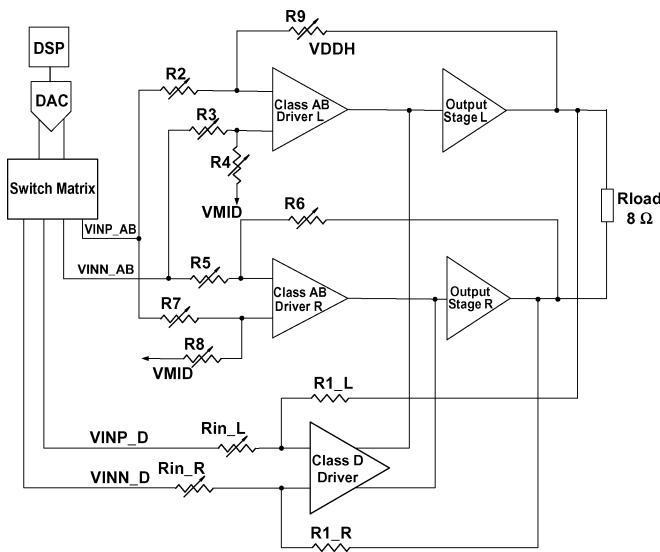 DSP
DAC
Switch Matrix
VINP_AB
VINN_AB
R2
R3
R4
VMID
R9
VDDH
Class AB
Driver L
Output
Stage L
Rload
8 Ω
R5
R6
R7
R8
VMID
Class AB
Driver R
Output
Stage R
R1_L
VINP_D
Rin_L
VINN_D
Rin_R
Class D
Driver
R1_R